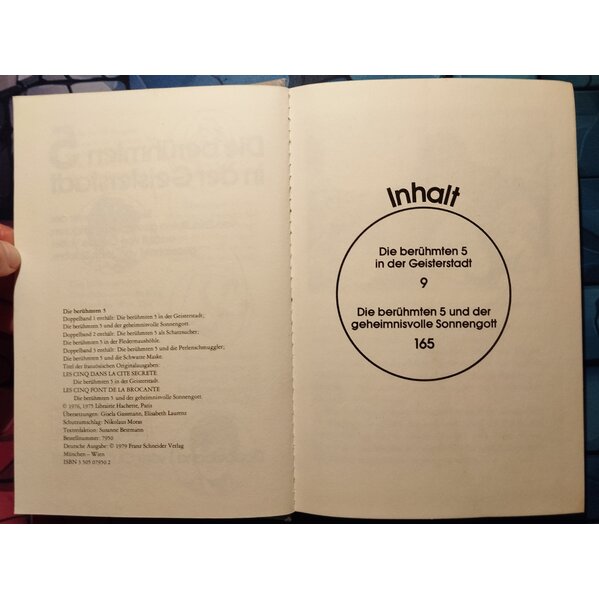 Die berühmten 5
Doppelband 1 enthält: Die berühmten 5 in der Geisterstadt;
Die berühmten 5 und der geheimnisvolle Sonnengott.
Doppelband 2 enthält: Die berühmten 5 als Schatzsucher;
Die berühmten 5 in der Fledermaushöhle.
Doppelband 3 enthält: Die berühmten 5 und die Perlenschmuggler;
Die berühmten 5 und die Schwarze Maske.
Titel der französischen Originalausgaben:
LES CINQ DANS LA CITE SECRETE
Die berühmten 5 in der Geisterstadt.
LES CINQ FONT DE LA BROCANTE
Die berühmten 5 und der geheimnisvolle Sonnengott.
© 1976, 1975 Librairie Hachette, Paris
Übersetzungen: Gisela Gassmann, Elisabeth Laurenz
Schutzumschlag: Nikolaus Moras
Textredaktion: Susanne Bestmann
Bestellnummer: 7950
Deutsche Ausgabe: © 1979 Franz Schneider Verlag
München – Wien
ISBN 3 505 07950 2
Inhalt
Die berühmten 5
in der Geisterstadt
9
Die berühmten 5 und der
geheimnisvolle Sonnengott
165